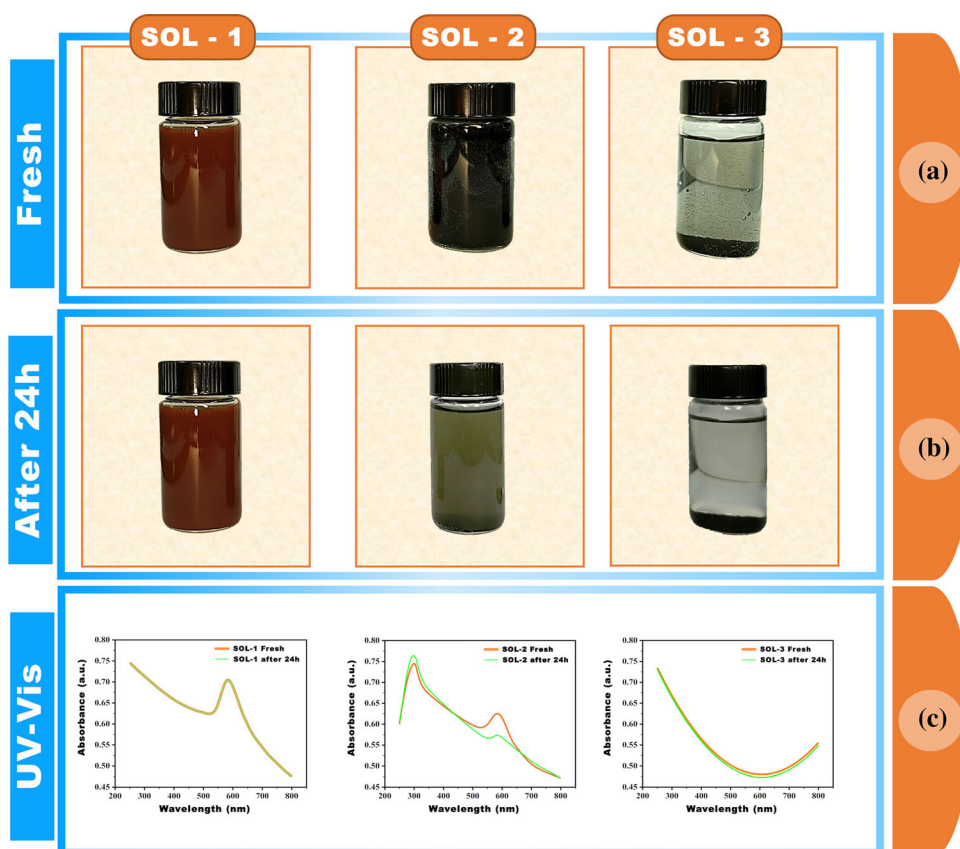 SOL - 1
SOL - 2
SOL - 3
Fresh
(a)
After 24h
(b)
UV-Vis
(c)
0.80
0.75
0.70
0.65
0.60
0.55
0.50
0.45
Absorbance (a.u.)
SOL-1 Fresh
SOL-1 after 24h
200 300 400 500 600 700 800
Wavelength (nm)
0.80
0.75
0.70
0.65
0.60
0.55
0.50
0.45
Absorbance (a.u.)
SOL-2 Fresh
SOL-2 after 24h
200 300 400 500 600 700 800
Wavelength (nm)
0.80
0.75
0.70
0.65
0.60
0.55
0.50
0.45
Absorbance (a.u.)
SOL-3 Fresh
SOL-3 after 24h
200 300 400 500 600 700 800
Wavelength (nm)